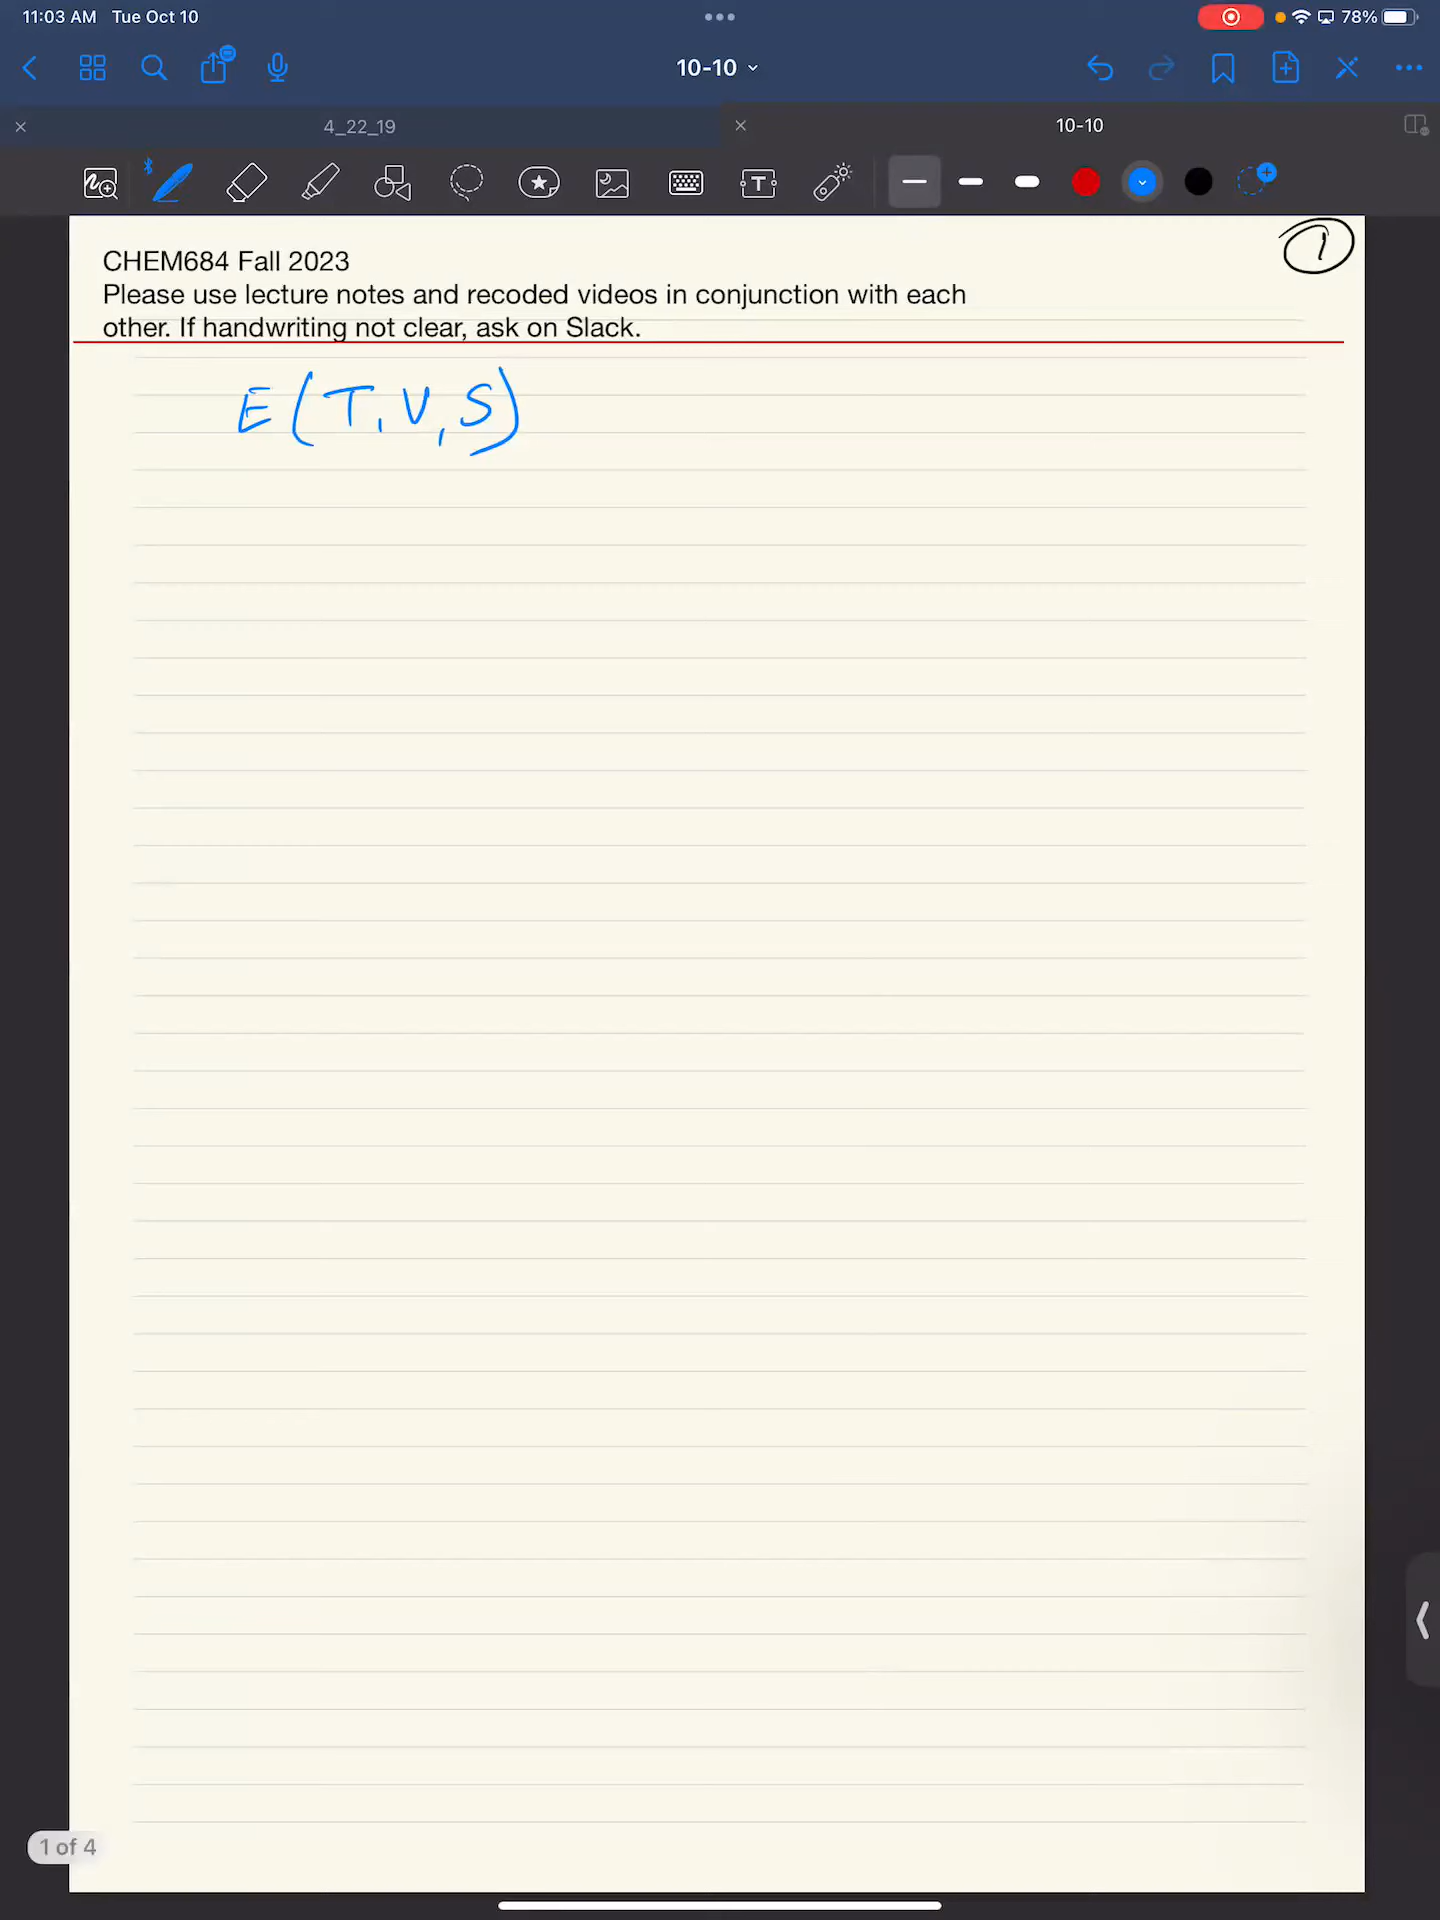 11:03 AM Tue Oct 10
78%
10-10
4_22_19
10-10
T
1
CHEM684 Fall 2023
Please use lecture notes and recoded videos in conjunction with each
other. If handwriting not clear, ask on Slack.
E(T,V,S)
1 of 4